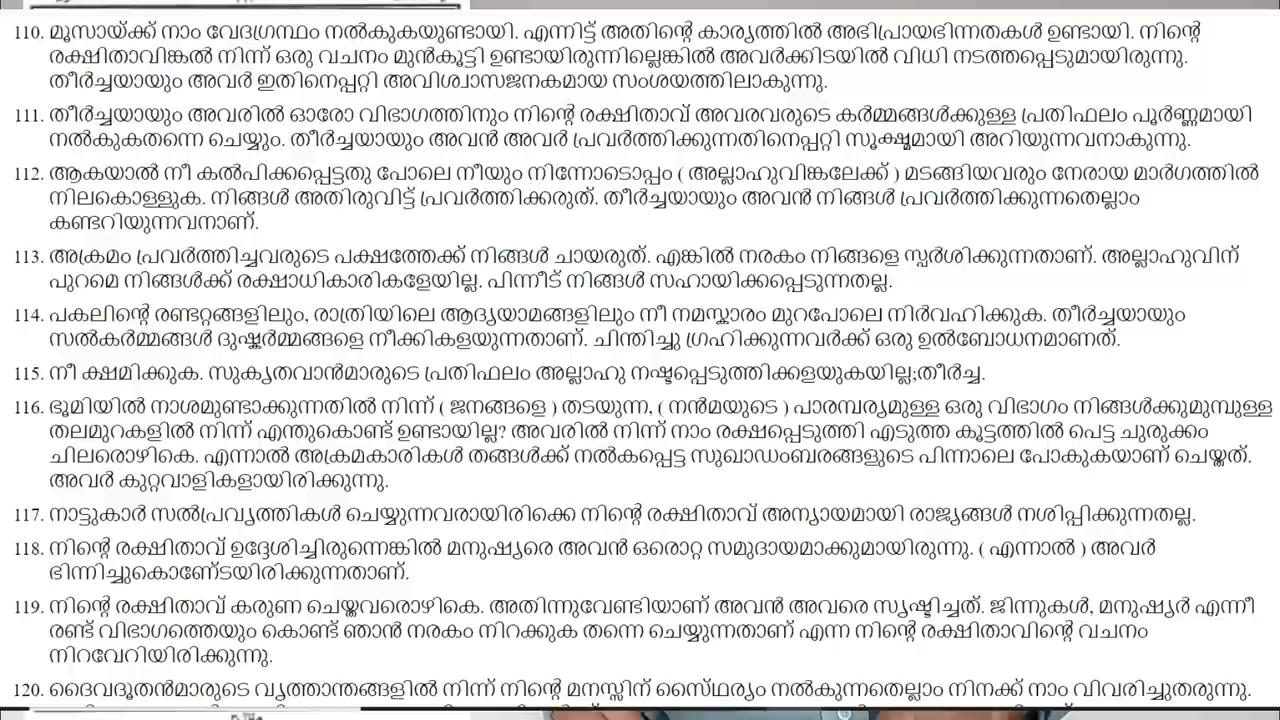 110. മൂസായ്ക്ക് നാം വേദഗ്രന്ഥം നൽകുകയുണ്ടായി. എന്നിട്ട് അതിന്റെ കാര്യത്തിൽ അഭിപ്രായഭിന്നതകൾ ഉണ്ടായി. നിന്റെ
രക്ഷിതാവിങ്കൽ നിന്ന് ഒരു വചനം മുൻകൂട്ടി ഉണ്ടായിരുന്നില്ലെങ്കിൽ അവർക്കിടയിൽ വിധി നടത്തപ്പെടുമായിരുന്നു.
തീർച്ചയായും അവർ ഇതിനെപ്പറ്റി അവിശ്വാസജനകമായ സംശയത്തിലാകുന്നു.
111. തീർച്ചയായും അവരിൽ ഓരോ വിഭാഗത്തിനും നിന്റെ രക്ഷിതാവ് അവരവരുടെ കർമ്മങ്ങൾക്കുള്ള പ്രതിഫലം പൂർണ്ണമായി
നൽകുകതന്നെ ചെയ്യും. തീർച്ചയായും അവൻ അവർ പ്രവർത്തിക്കുന്നതിനെപ്പറ്റി സൂക്ഷ്മമായി അറിയുന്നവനാകുന്നു.
112. ആകയാൽ നീ കൽപിക്കപ്പെട്ടതു പോലെ നീയും നിന്നോടൊപ്പം ( അല്ലാഹുവിങ്കലേക്ക് ) മടങ്ങിയവരും നേരായ മാർഗത്തിൽ
നിലകൊള്ളുക. നിങ്ങൾ അതിരുവിട്ട് പ്രവർത്തിക്കരുത്. തീർച്ചയായും അവൻ നിങ്ങൾ പ്രവർത്തിക്കുന്നതെല്ലാം
കണ്ടറിയുന്നവനാണ്.
113. അക്രമം പ്രവർത്തിച്ചവരുടെ പക്ഷത്തേക്ക് നിങ്ങൾ ചായരുത്. എങ്കിൽ നരകം നിങ്ങളെ സ്പർശിക്കുന്നതാണ്. അല്ലാഹുവിന്
പുറമെ നിങ്ങൾക്ക് രക്ഷാധികാരികളേയില്ല. പിന്നീട് നിങ്ങൾ സഹായിക്കപ്പെടുന്നതല്ല.
114. പകലിന്റെ രണ്ടറ്റങ്ങളിലും, രാത്രിയിലെ ആദ്യയാമങ്ങളിലും നീ നമസ്കാരം മുറപോലെ നിർവഹിക്കുക. തീർച്ചയായും
സൽകർമ്മങ്ങൾ ദുഷ്കർമ്മങ്ങളെ നീക്കികളയുന്നതാണ്. ചിന്തിച്ചു ഗ്രഹിക്കുന്നവർക്ക് ഒരു ഉൽബോധനമാണത്.
115. നീ ക്ഷമിക്കുക. സുകൃതവാൻമാരുടെ പ്രതിഫലം അല്ലാഹു നഷ്ടപ്പെടുത്തിക്കളയുകയില്ല;തീർച്ച.
116. ഭൂമിയിൽ നാശമുണ്ടാക്കുന്നതിൽ നിന്ന് ( ജനങ്ങളെ ) തടയുന്ന, ( നൻമയുടെ ) പാരമ്പര്യമുള്ള ഒരു വിഭാഗം നിങ്ങൾക്കുമുമ്പുള്ള
തലമുറകളിൽ നിന്ന് എന്തുകൊണ്ട് ഉണ്ടായില്ല? അവരിൽ നിന്ന് നാം രക്ഷപ്പെടുത്തി എടുത്ത കൂട്ടത്തിൽ പെട്ട ചുരുക്കം
ചിലരൊഴികെ. എന്നാൽ അക്രമകാരികൾ തങ്ങൾക്ക് നൽകപ്പെട്ട സുഖാഡംബരങ്ങളുടെ പിന്നാലെ പോകുകയാണ് ചെയ്തത്.
അവർ കുറ്റവാളികളായിരിക്കുന്നു.
117. നാട്ടുകാർ സൽപ്രവൃത്തികൾ ചെയ്യുന്നവരായിരിക്കെ നിന്റെ രക്ഷിതാവ് അന്യായമായി രാജ്യങ്ങൾ നശിപ്പിക്കുന്നതല്ല.
118. നിന്റെ രക്ഷിതാവ് ഉദ്ദേശിച്ചിരുന്നെങ്കിൽ മനുഷ്യരെ അവൻ ഒരൊറ്റ സമുദായമാക്കുമായിരുന്നു. ( എന്നാൽ ) അവർ
ഭിന്നിച്ചുകൊണേ്ടയിരിക്കുന്നതാണ്.
119. നിന്റെ രക്ഷിതാവ് കരുണ ചെയ്തവരൊഴികെ. അതിന്നുവേണ്ടിയാണ് അവൻ അവരെ സൃഷ്ടിച്ചത്. ജിന്നുകൾ, മനുഷ്യർ എന്നീ
രണ്ട് വിഭാഗത്തെയും കൊണ്ട് ഞാൻ നരകം നിറക്കുക തന്നെ ചെയ്യുന്നതാണ് എന്ന നിന്റെ രക്ഷിതാവിന്റെ വചനം
നിറവേറിയിരിക്കുന്നു.
120. ദൈവദൂതൻമാരുടെ വൃത്താന്തങ്ങളിൽ നിന്ന് നിന്റെ മനസ്സിന് സൈ്ഥര്യം നൽകുന്നതെല്ലാം നിനക്ക് നാം വിവരിച്ചുതരുന്നു.